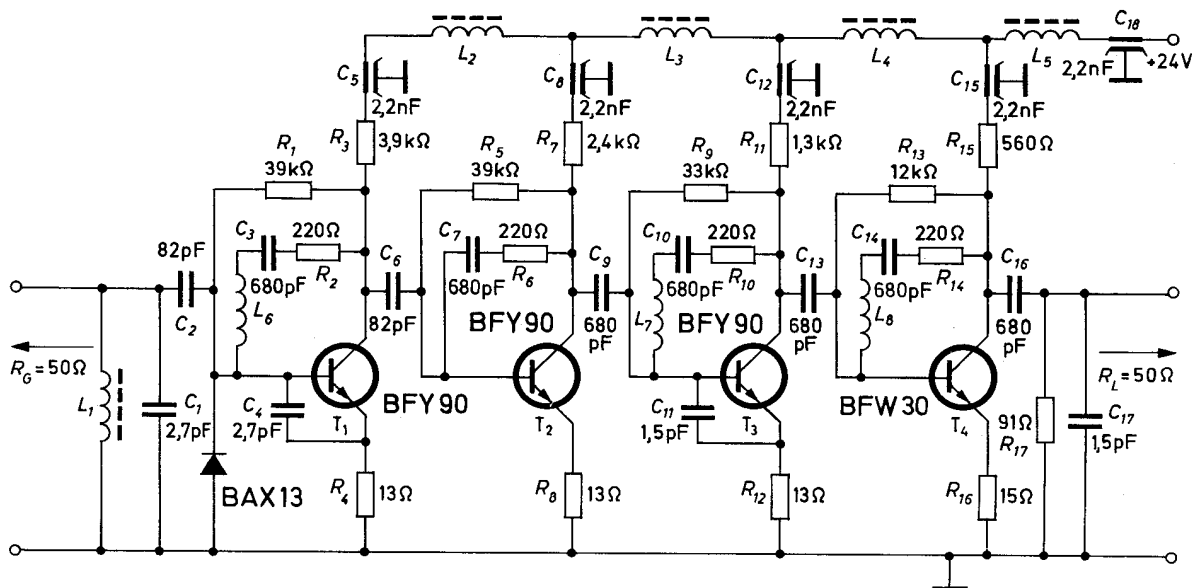 C18
L2
L3
L4
L5
2,2nF
+24V
C5
2,2nF
C8
2,2nF
C12
2,2nF
C15
2,2nF
R3
3,9kΩ
R7
2,4kΩ
R11
1,3kΩ
R15
560Ω
R1
39kΩ
R5
39kΩ
R9
33kΩ
R13
12kΩ
C3
220Ω
C7
220Ω
C10
220Ω
C14
220Ω
82pF
C2
680pF
R2
L6
C6
82pF
680pF
R6
C9
680
pF
680pF
R10
L7
C13
680
pF
680pF
R14
L8
C16
680
pF
BFY90
BFY90
RG=50Ω
RL=50Ω
L1
C1
2,7pF
C4
2,7pF
T1
BFY90
T2
C11
1,5pF
T3
BFW30
T4
91Ω
R17
C17
1,5pF
BAX13
R4
13Ω
R8
13Ω
R12
13Ω
R16
15Ω